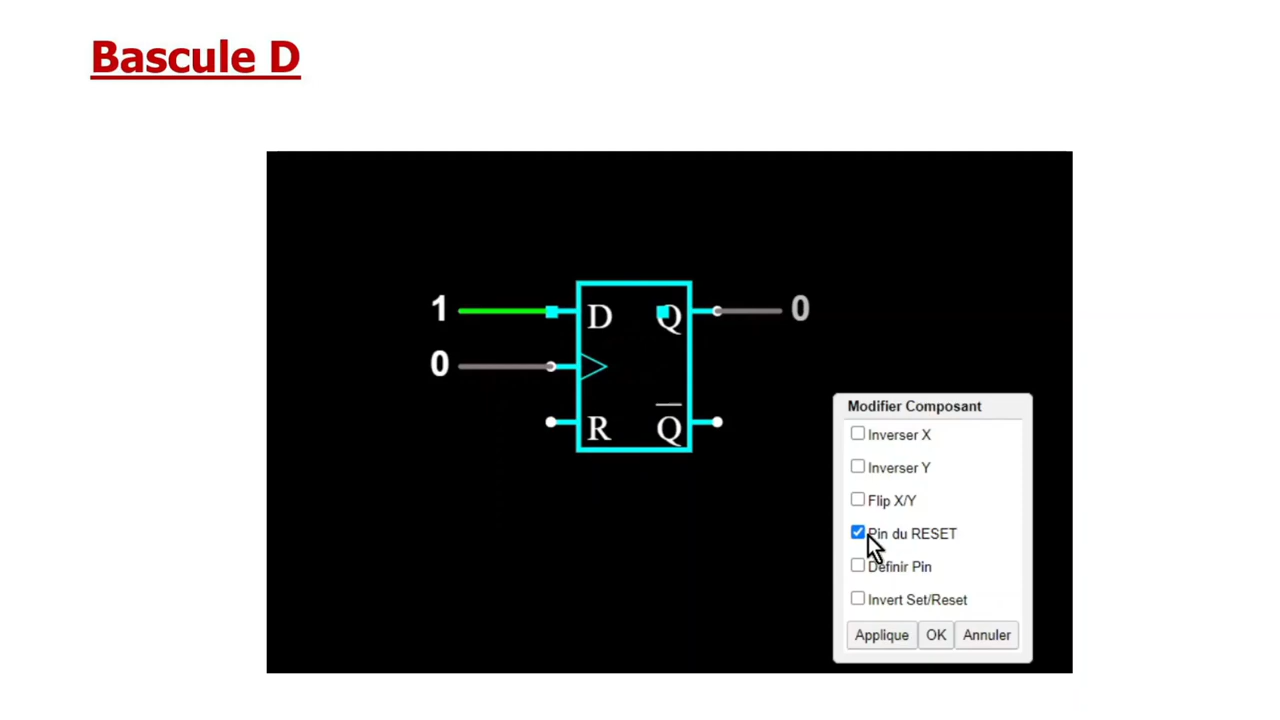 Bascule D
1 D Q 0
0
R Q
Modifier Composant
Inverser X
Inverser Y
Flip X/Y
Pin du RESET
Définir Pin
Invert Set/Reset
Applique OK Annuler